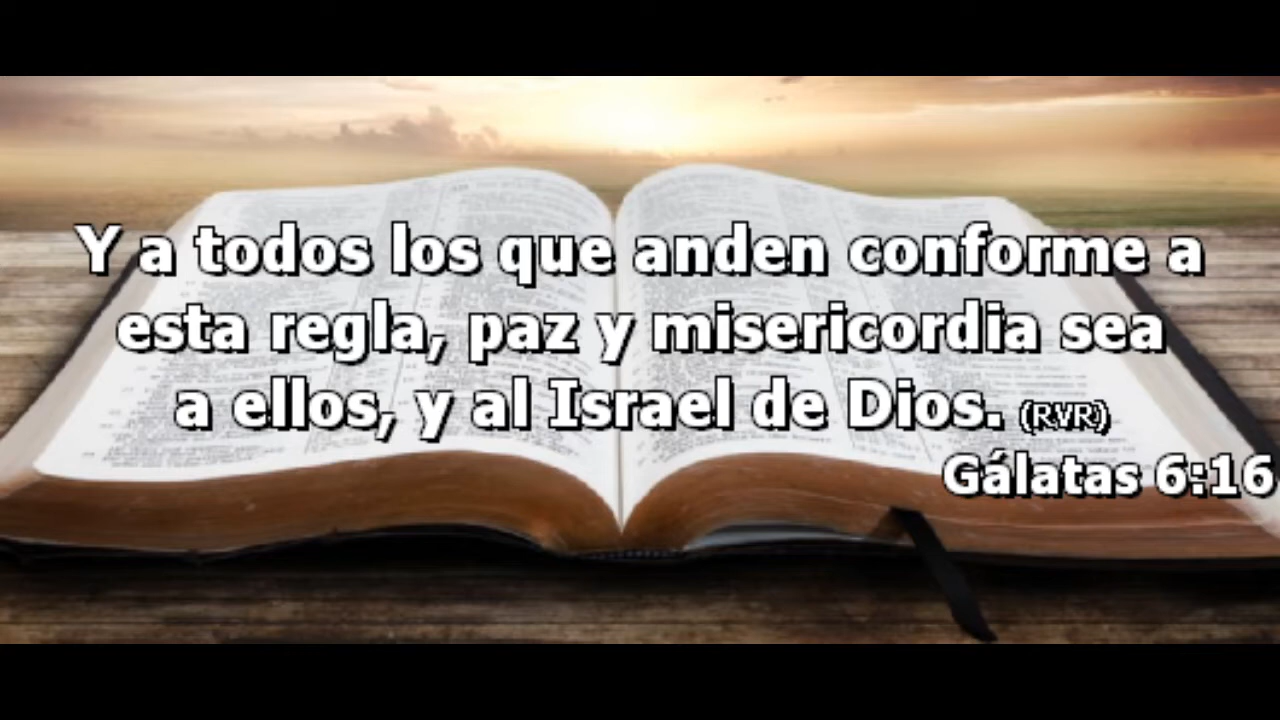 Y a todos los que anden conforme a
esta regla, paz y misericordia sea
a ellos, y al Israel de Dios. (RVR)
Gálatas 6:16